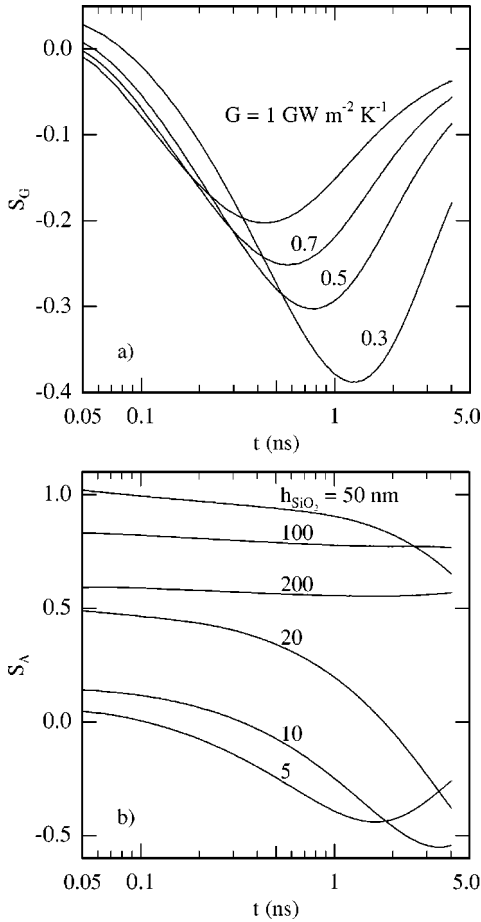 0.0
G = 1 GW m⁻² K⁻¹
-0.1
S_G
-0.2
0.7
0.5
-0.3
0.3
a)
-0.4
0.05 0.1 1 5.0
t (ns)
1.0
h_SiO₂ = 50 nm
100
200
0.5
20
S_Λ
0.0
10
5
-0.5
b)
0.05 0.1 1 5.0
t (ns)